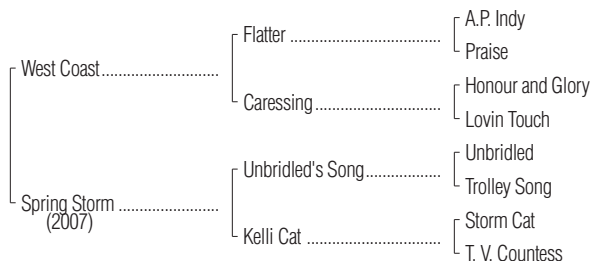 A.P. Indy
Flatter ........................................
Praise
West Coast...............................
Honour and Glory
Caressing.................................
Lovin Touch
Unbridled
Unbridled's Song....................
Trolley Song
Spring Storm ..........................
(2007)
Storm Cat
Kelli Cat ...................................
T. V. Countess